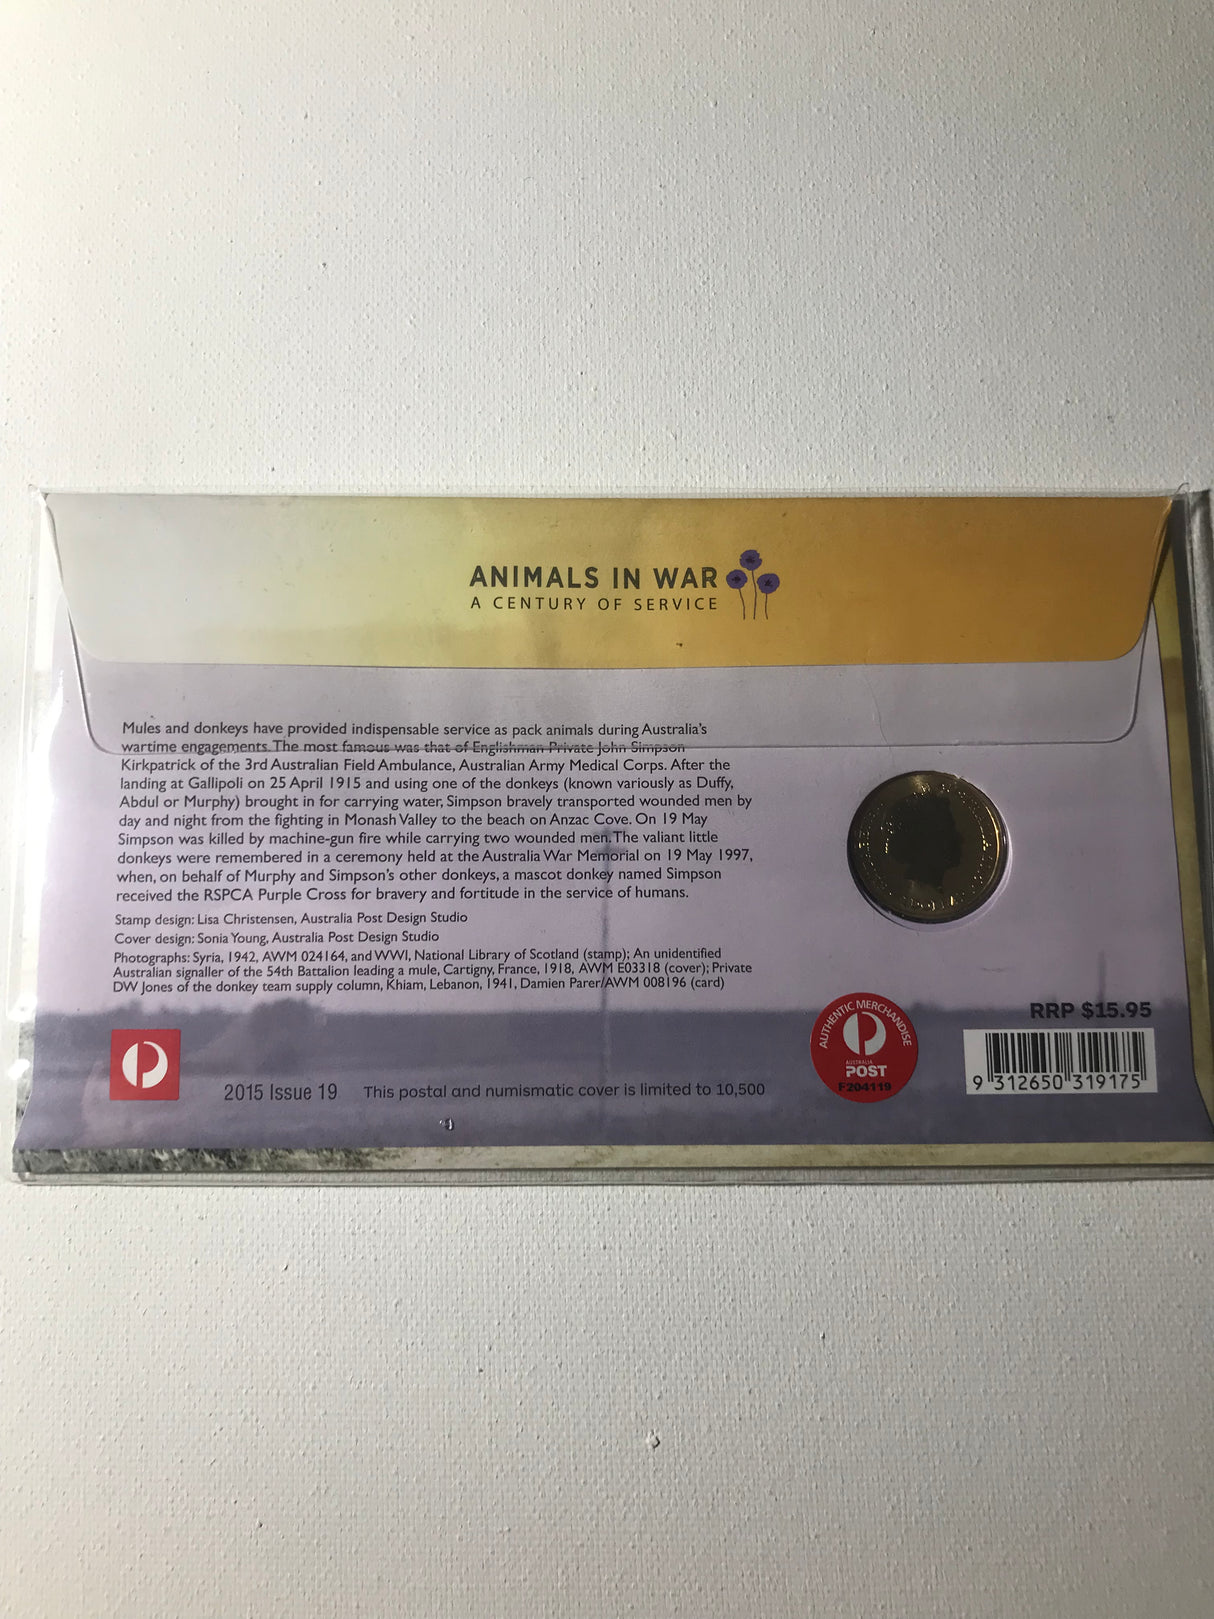 ANIMALS IN WAR
A CENTURY OF SERVICE
Mules and donkeys have provided indispensable service as pack animals during Australia's
wartime engagements. The most famous was that of Englishman Private John Simpson
Kirkpatrick of the 3rd Australian Field Ambulance, Australian Army Medical Corps. After the
landing at Gallipoli on 25 April 1915 and using one of the donkeys (known variously as Duffy,
Abdul or Murphy) brought in for carrying water, Simpson bravely transported wounded men by
day and night from the fighting in Monash Valley to the beach on Anzac Cove. On 19 May
Simpson was killed by machine-gun fire while carrying two wounded men. The valiant little
donkeys were remembered in a ceremony held at the Australia War Memorial on 19 May 1997,
when, on behalf of Murphy and Simpson's other donkeys, a mascot donkey named Simpson
received the RSPCA Purple Cross for bravery and fortitude in the service of humans.
Stamp design: Lisa Christensen, Australia Post Design Studio
Cover design: Sonia Young, Australia Post Design Studio
Photographs: Syria, 1942, AWM 024164, and WWI, National Library of Scotland (stamp); An unidentified
Australian signaller of the 54th Battalion leading a mule, Cartigny, France, 1918, AWM E03318 (cover); Private
DW Jones of the donkey team supply column, Khiam, Lebanon, 1941, Damien Parer/AWM 008196 (card)
2015 Issue 19
This postal and numismatic cover is limited to 10,500
AUTHENTIC MERCHANDISE
AUSTRALIA
POST
F204119
RRP $15.95
9 312650 319175